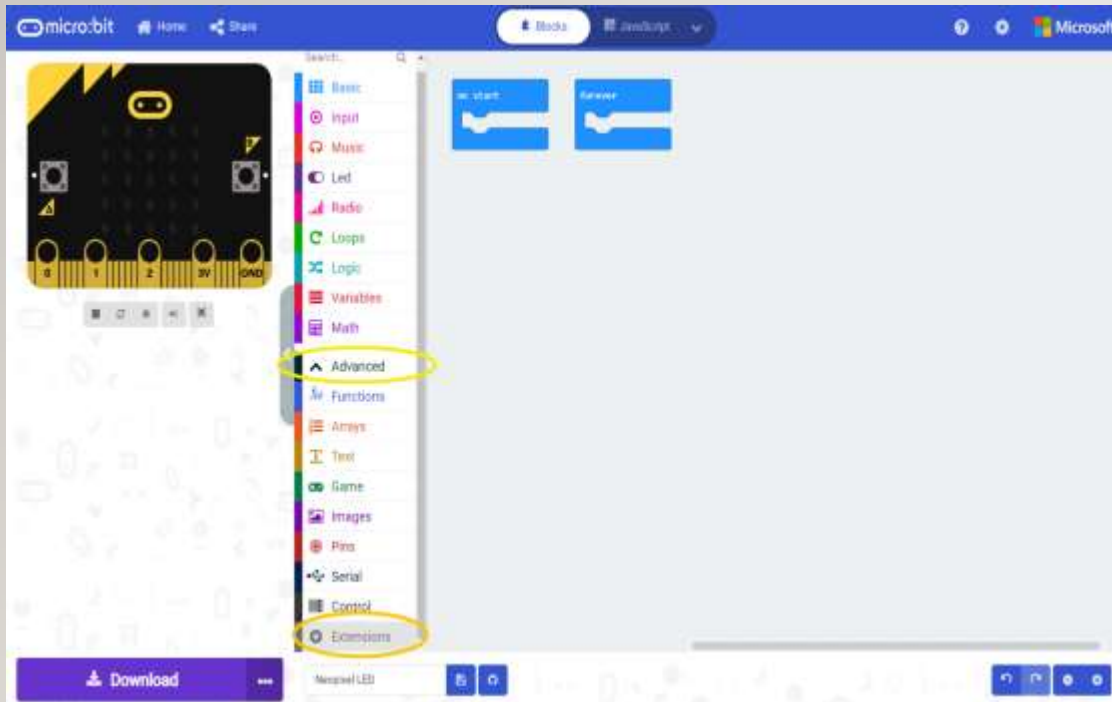 micro:bit Home Share Blocks JavaScript Microsoft
Search...
Basic
Input
Music
Led
Radio
Loops
Logic
Variables
Math
Advanced
Functions
Arrays
Text
Game
Images
Pins
Serial
Control
Extensions
on start
forever
B
A
0 1 2 3V GND
Download
Neopixel LED